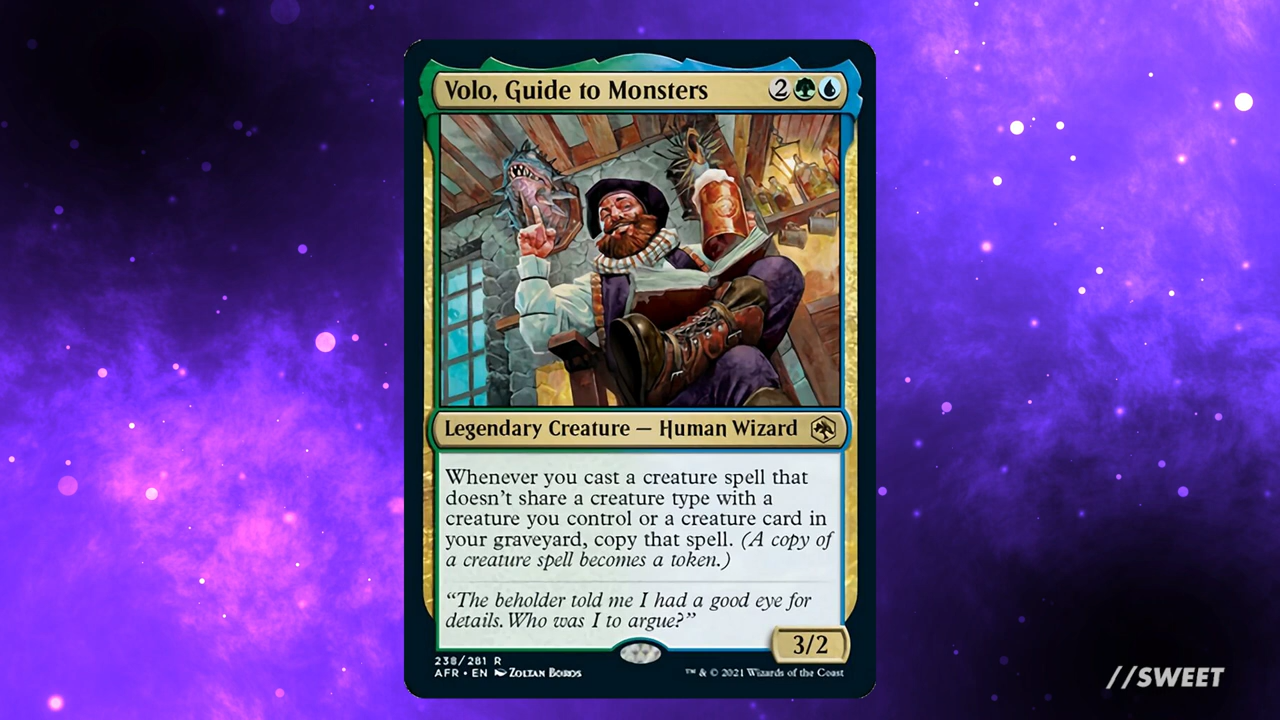 Volo, Guide to Monsters 2
Legendary Creature — Human Wizard
Whenever you cast a creature spell that
doesn't share a creature type with a
creature you control or a creature card in
your graveyard, copy that spell. (A copy of
a creature spell becomes a token.)
“The beholder told me I had a good eye for
details. Who was I to argue?”
3/2
238/281 R
AFR • EN Zoltan Boros
™ & © 2021 Wizards of the Coast
//SWEET